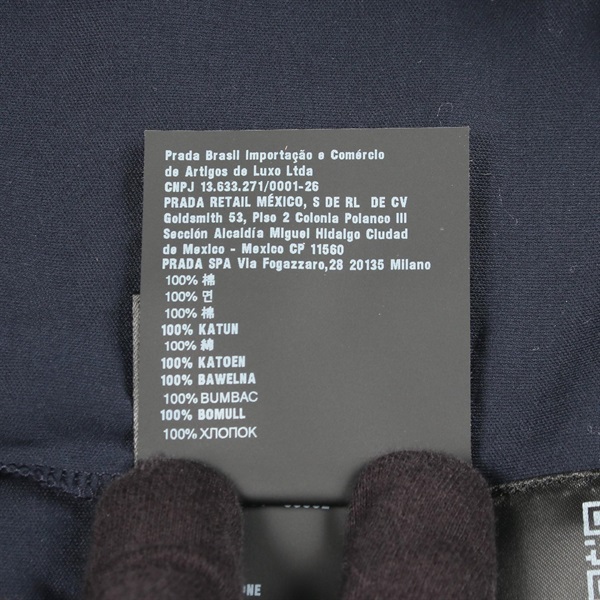 Prada Brasil Importação e Comércio
de Artigos de Luxo Ltda
CNPJ 13.633.271/0001-26
PRADA RETAIL MÉXICO, S DE RL DE CV
Goldsmith 53, Piso 2 Colonia Polanco III
Sección Alcaldía Miguel Hidalgo Ciudad
de Mexico - Mexico CP 11560
PRADA SPA Via Fogazzaro,28 20135 Milano
100% 棉
100% 면
100% 棉
100% KATUN
100% 綿
100% KATOEN
100% BAWEŁNA
100% BUMBAC
100% BOMULL
100% ХЛОПОК